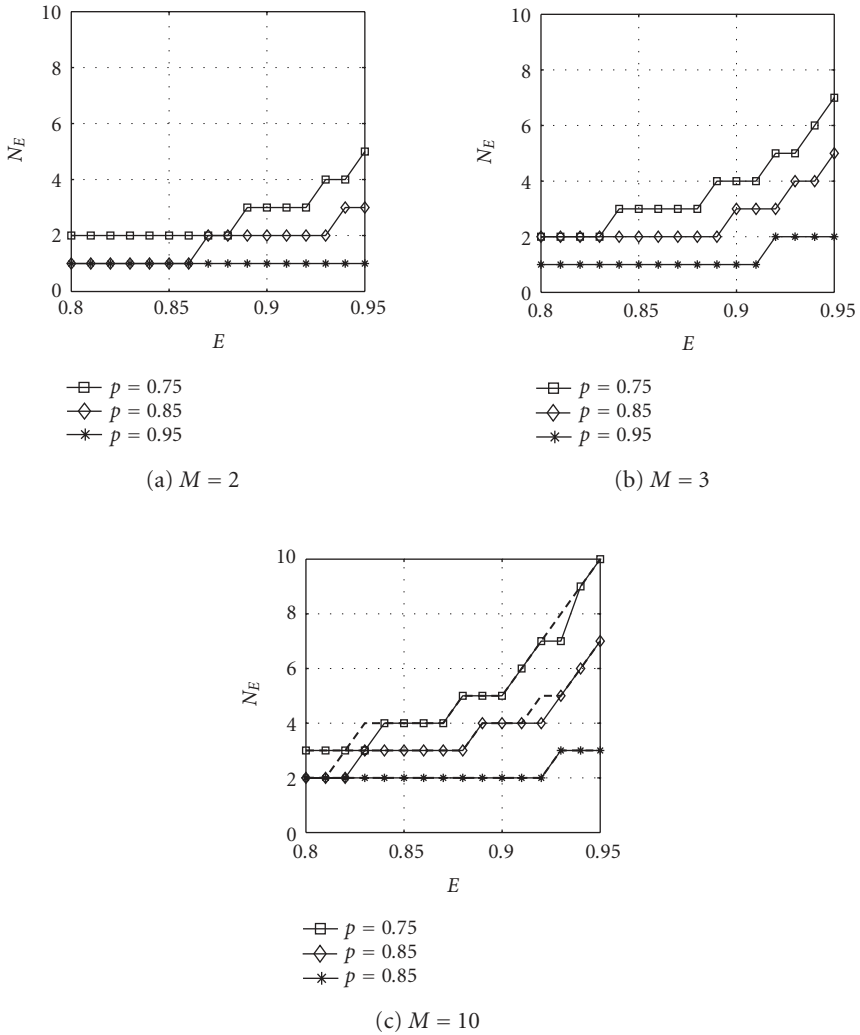 10
8
6
4
2
0
N_E
0.8 0.85 0.9 0.95
E
p = 0.75
p = 0.85
p = 0.95
(a) M = 2
10
8
6
4
2
0
N_E
0.8 0.85 0.9 0.95
E
p = 0.75
p = 0.85
p = 0.95
(b) M = 3
10
8
6
4
2
0
N_E
0.8 0.85 0.9 0.95
E
p = 0.75
p = 0.85
p = 0.85
(c) M = 10